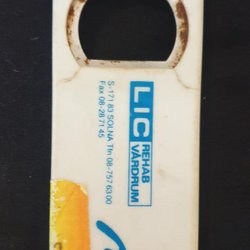 LIC REHAB
VÅRDRUM
S-171 83 SOLNA Tfn 08-757 63 00
Fax 08-28 71 45